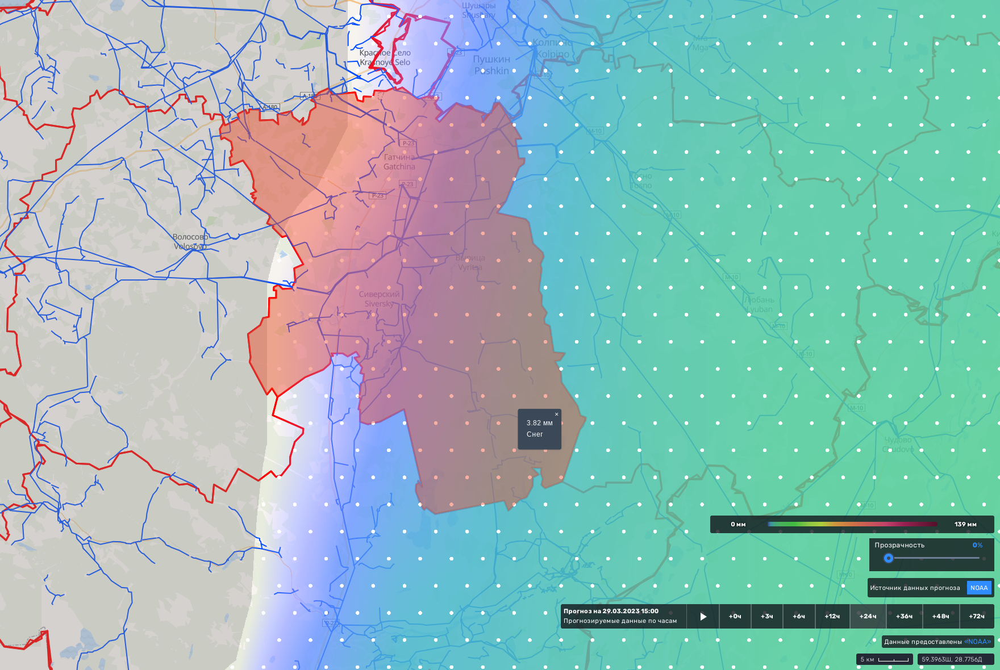 Шушары
Shushary
Колпино
Kolpino
Мга
Mga
Красное Село
Krasnoye Selo
P-23
Пушкин
Pushkin
M-10
A-180
P-23
A-180
M-10
P-23
Гатчина
Gatchina
Тосно
Tosno
P-23
P-23
M-10
Волосово
Volosovo
Вырица
Vyritsa
M-10
Сиверский
Siversky
Любань
Lyuban
M-10
M-10
M-10
3.82 мм
Снег
×
Чудово
Chudovo
M-10
0 мм
139 мм
Прозрачность 0%
Источник данных прогноза NOAA
Прогноз на 29.03.2023 15:00
Прогнозируемые данные по часам
+0ч +3ч +6ч +12ч +24ч +36ч +48ч +72ч
P-23
Данные предоставлены «NOAA»
5 км
59.3963Ш, 28.7756Д